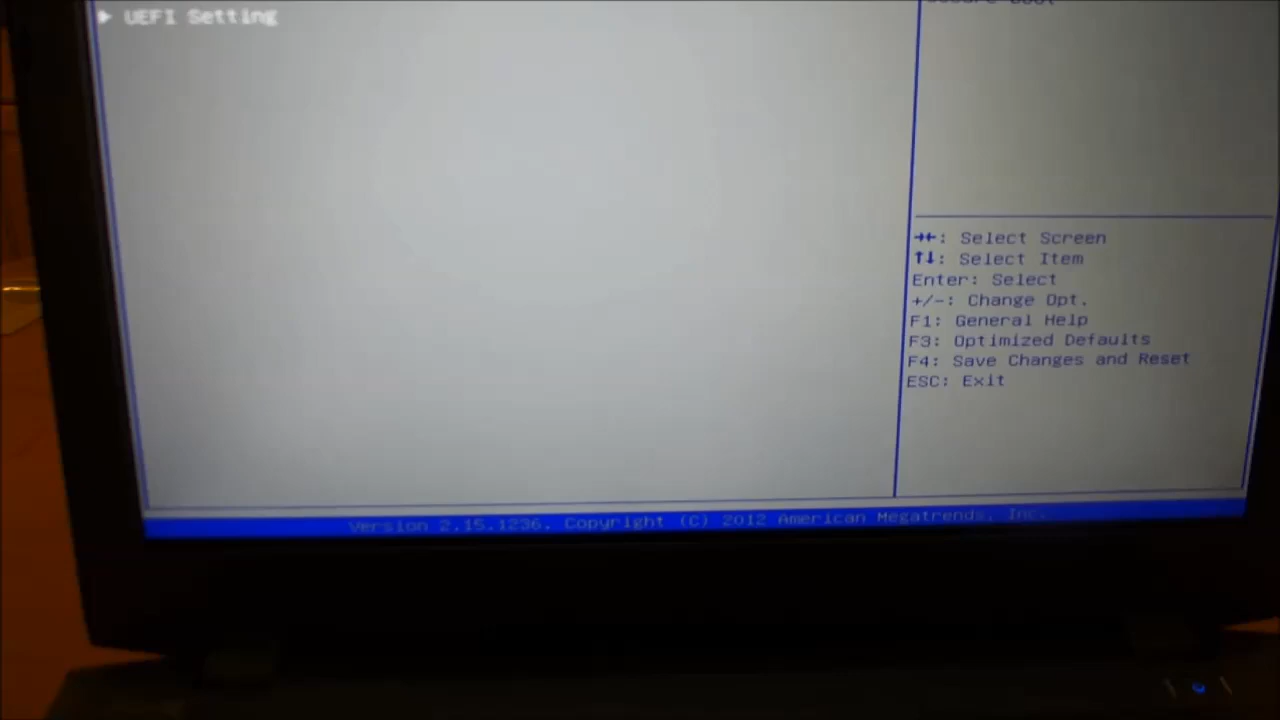 ► UEFI Setting
→←: Select Screen
↑↓: Select Item
Enter: Select
+/-: Change Opt.
F1: General Help
F3: Optimized Defaults
F4: Save Changes and Reset
ESC: Exit
Version 2.15.1236. Copyright (C) 2012 American Megatrends, Inc.